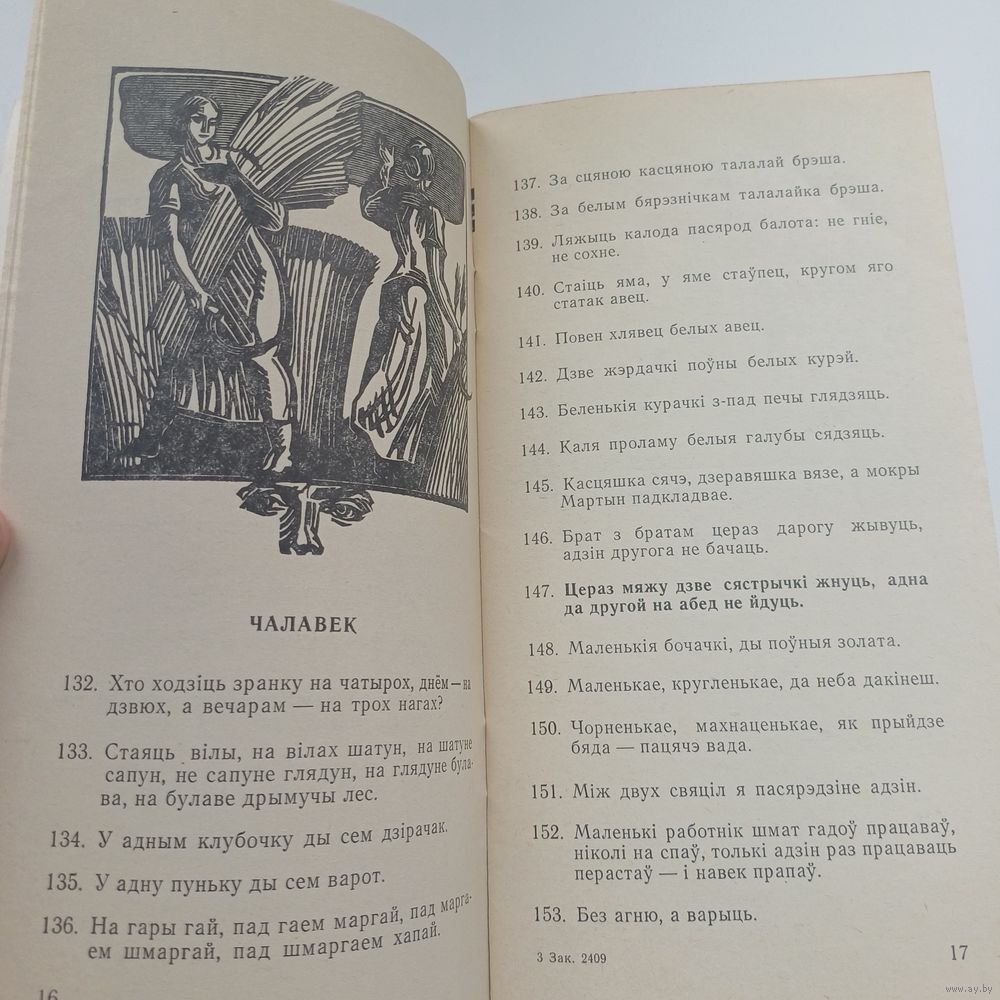 ЧАЛАВЕК
132. Хто ходзіць зранку на чатырох, днём — на
дзвюх, а вечарам — на трох нагах?
133. Стаяць вілы, на вілах шатун, на шатуне
сапун, не сапуне глядун, на глядуне була-
ва, на булаве дрымучы лес.
134. У адным клубочку ды сем дзірачак.
135. У адну пуньку ды сем варот.
136. На гары гай, пад гаем маргай, пад марга-
ем шмаргай, пад шмаргаем хапай.
16
137. За сцяною касцяною талалай брэша.
138. За белым бярэзнічкам талалайка брэша.
139. Ляжыць калода пасярод балота: не гніе,
не сохне.
140. Стаіць яма, у яме стаўпец, кругом яго
статак авец.
141. Повен хлявец белых авец.
142. Дзве жэрдачкі поўны белых курэй.
143. Беленькія курачкі з-пад печы глядзяць.
144. Каля проламу белыя галубы сядзяць.
145. Касцяшка сячэ, дзеравяшка вязе, а мокры
Мартын падкладвае.
146. Брат з братам цераз дарогу жывуць,
адзін другога не бачаць.
147. Цераз мяжу дзве сястрычкі жнуць, адна
да другой на абед не йдуць.
148. Маленькія бочачкі, ды поўныя золата.
149. Маленькае, кругленькае, да неба дакінеш.
150. Чорненькае, махнаценькае, як прыйдзе
бяда — пацячэ вада.
151. Між двух свяціл я пасярэдзіне адзін.
152. Маленькі работнік шмат гадоў працаваў,
ніколі на спаў, толькі адзін раз працаваць
перастаў — і навек прапаў.
153. Без агню, а варыць.
3 Зак. 2409
17
www.ay.by